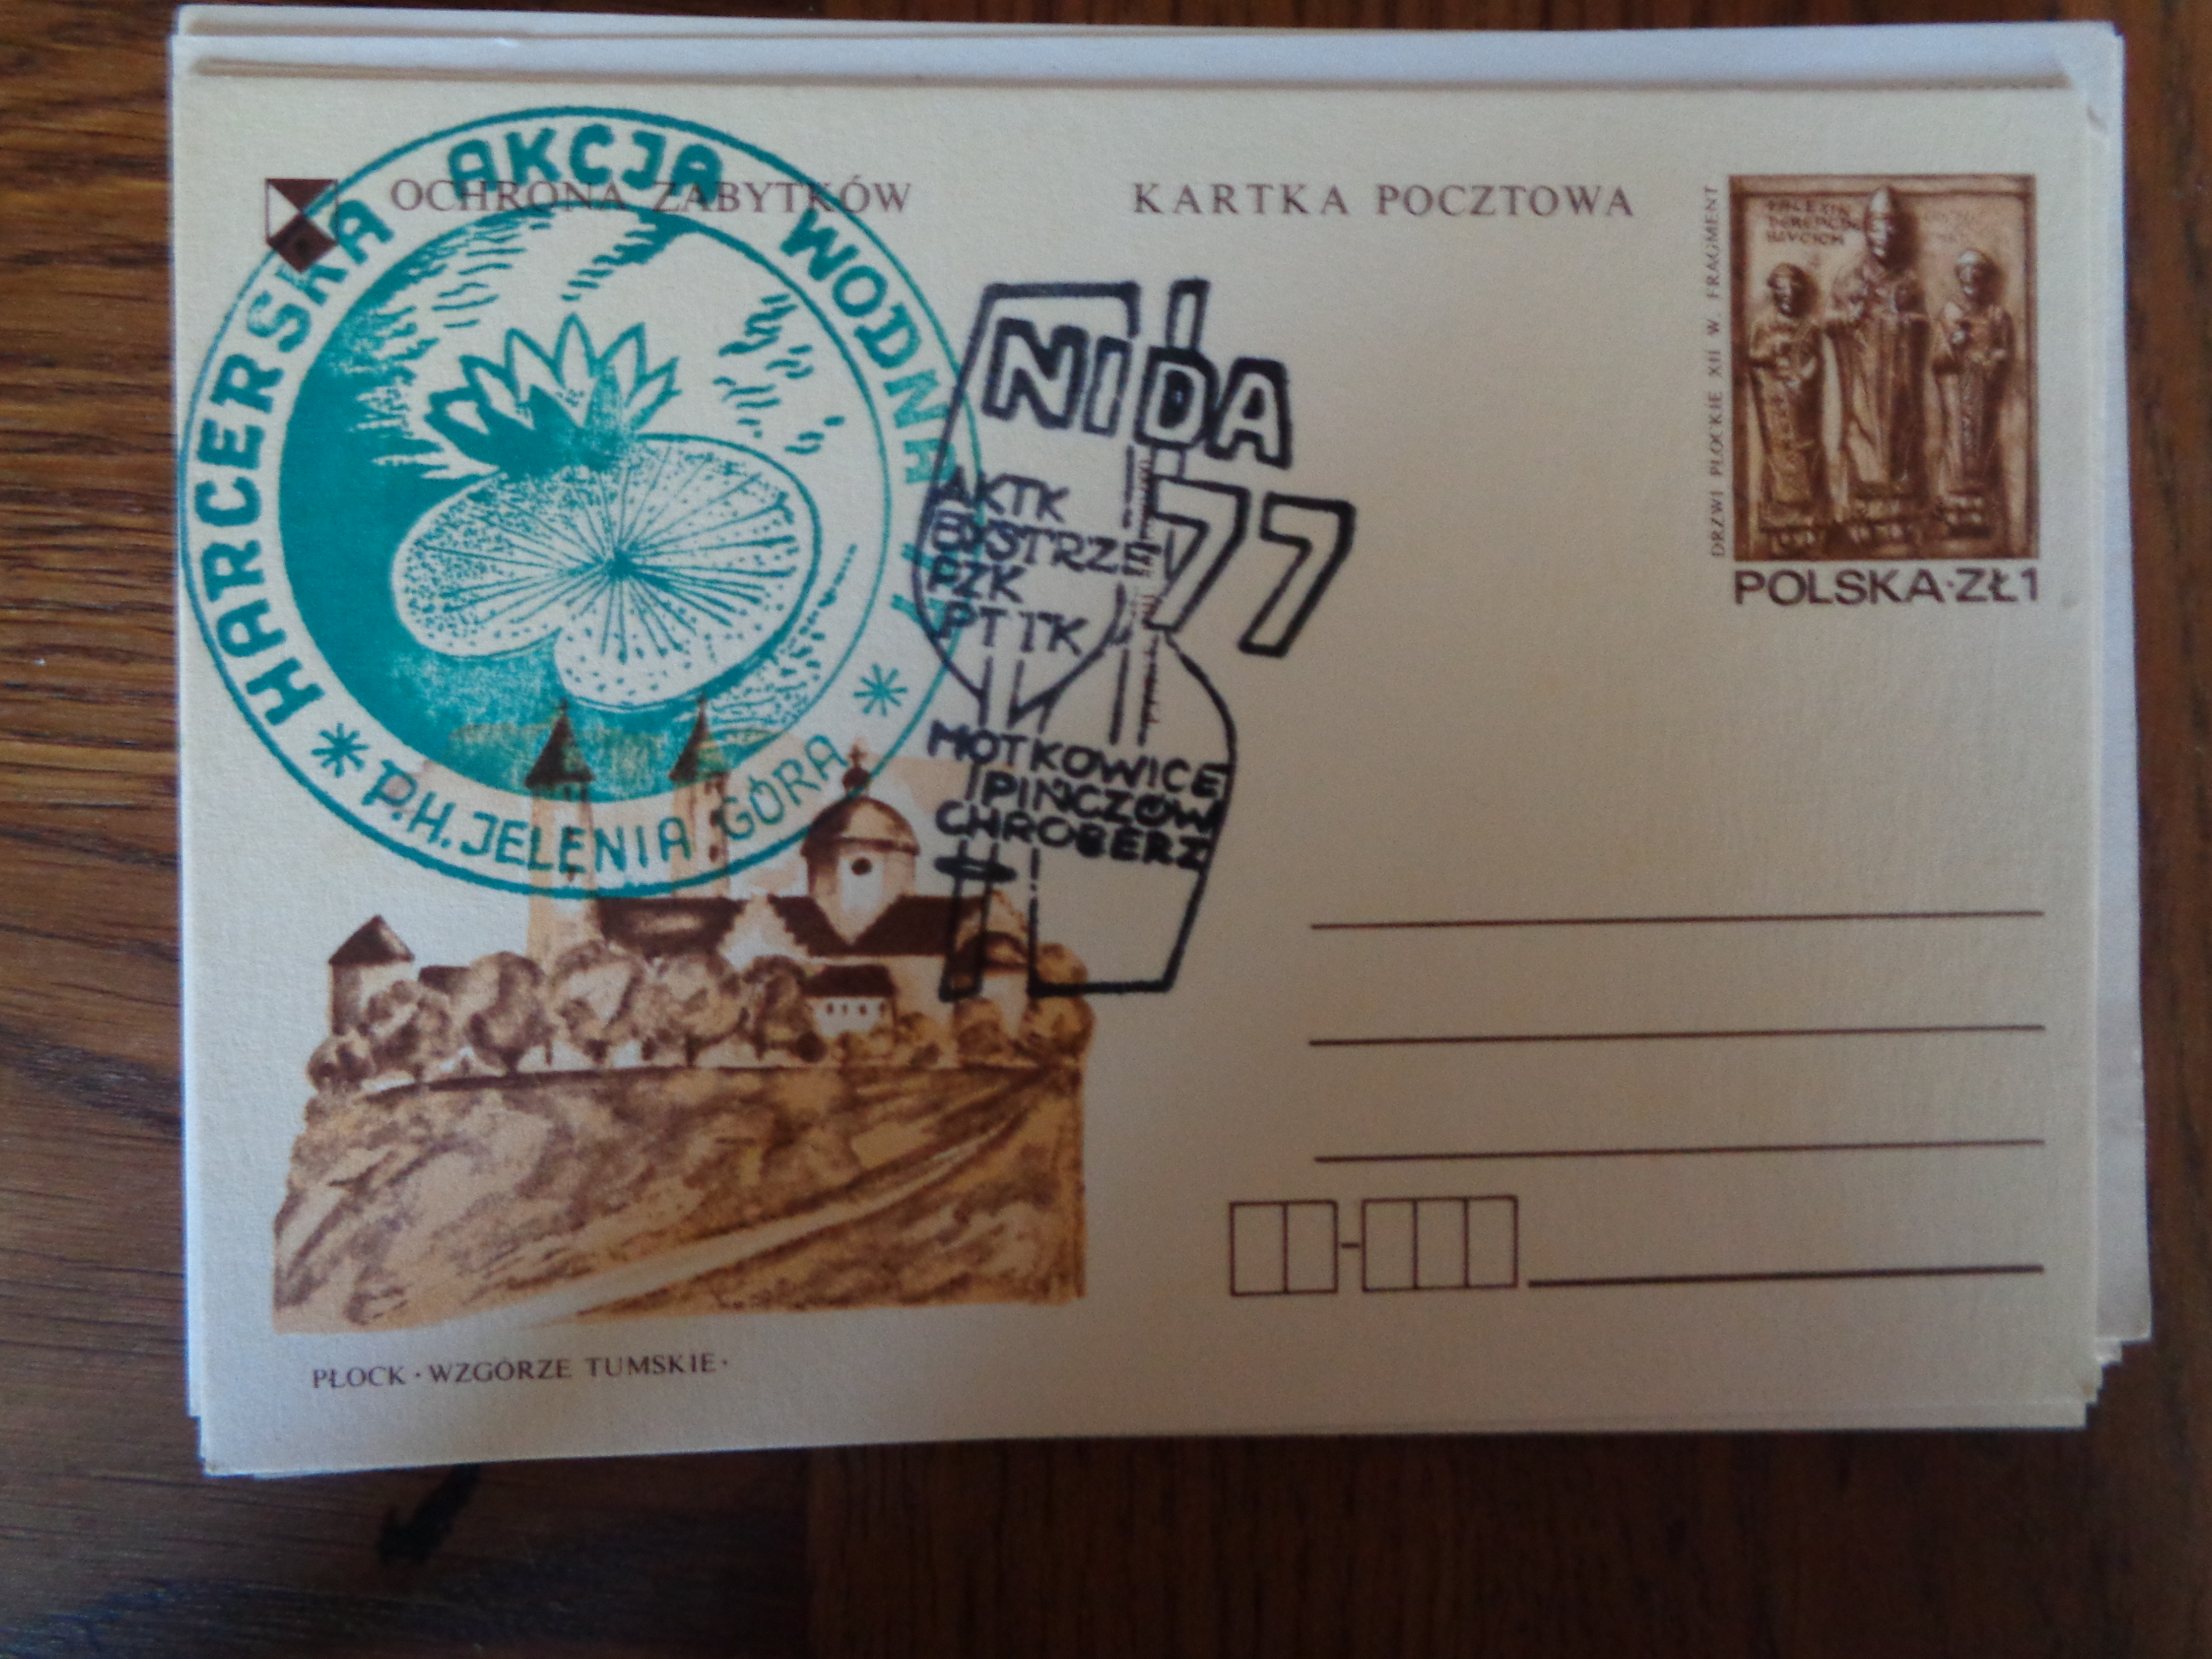 OCHRONA ZABYTKÓW
KARTKA POCZTOWA
HARCERSKA AKCJA WODNA 77
P.H. JELENIA GÓRA
NIDA
77
AKTK
BYSTRZE
PZK
PTTK
MOTKOWICE
PIŃCZÓW
CHROBERZ
DRZWI PŁOCKIE XII W. FRAGMENT
POLSKA·ZŁ1
PŁOCK·WZGÓRZE TUMSKIE·